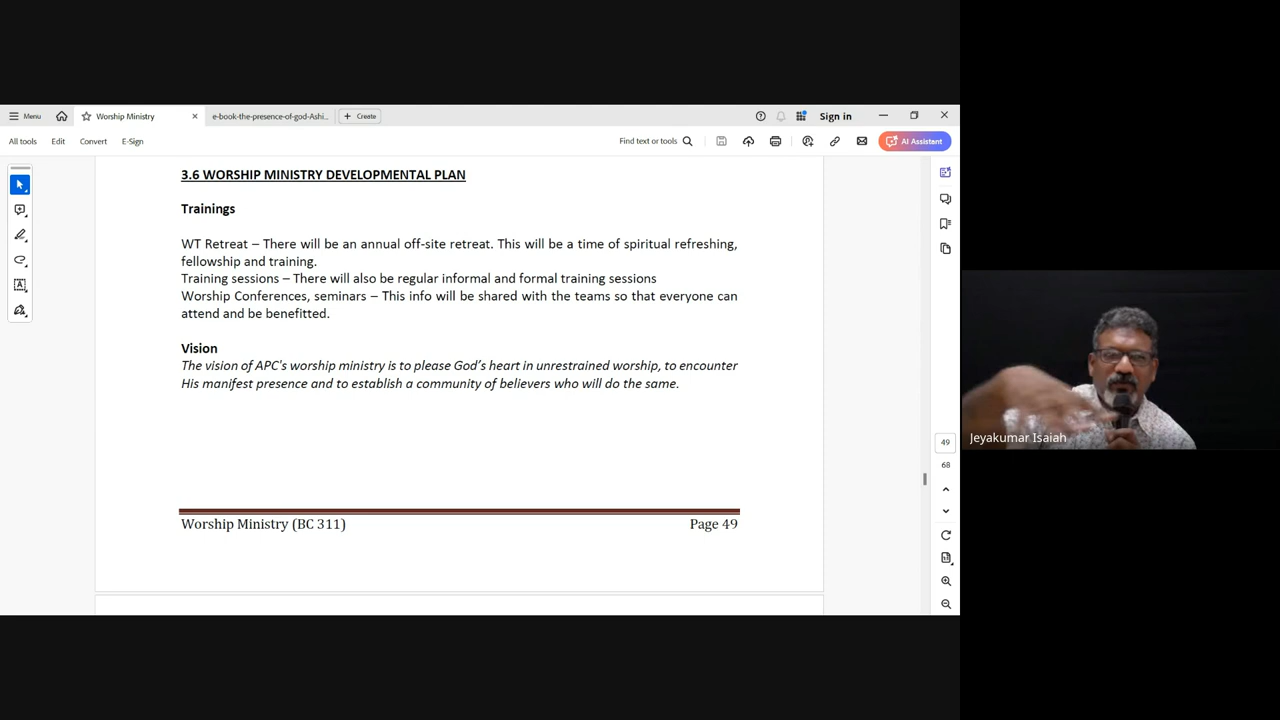 Menu
Worship Ministry
e-book-the-presence-of-god-Ashi...
Create
Sign in
All tools
Edit
Convert
E-Sign
Find text or tools
AI Assistant
3.6 WORSHIP MINISTRY DEVELOPMENTAL PLAN
Trainings
WT Retreat – There will be an annual off-site retreat. This will be a time of spiritual refreshing,
fellowship and training.
Training sessions – There will also be regular informal and formal training sessions
Worship Conferences, seminars – This info will be shared with the teams so that everyone can
attend and be benefitted.
Vision
The vision of APC's worship ministry is to please God’s heart in unrestrained worship, to encounter
His manifest presence and to establish a community of believers who will do the same.
Worship Ministry (BC 311)
Page 49
49
68
Jeyakumar Isaiah